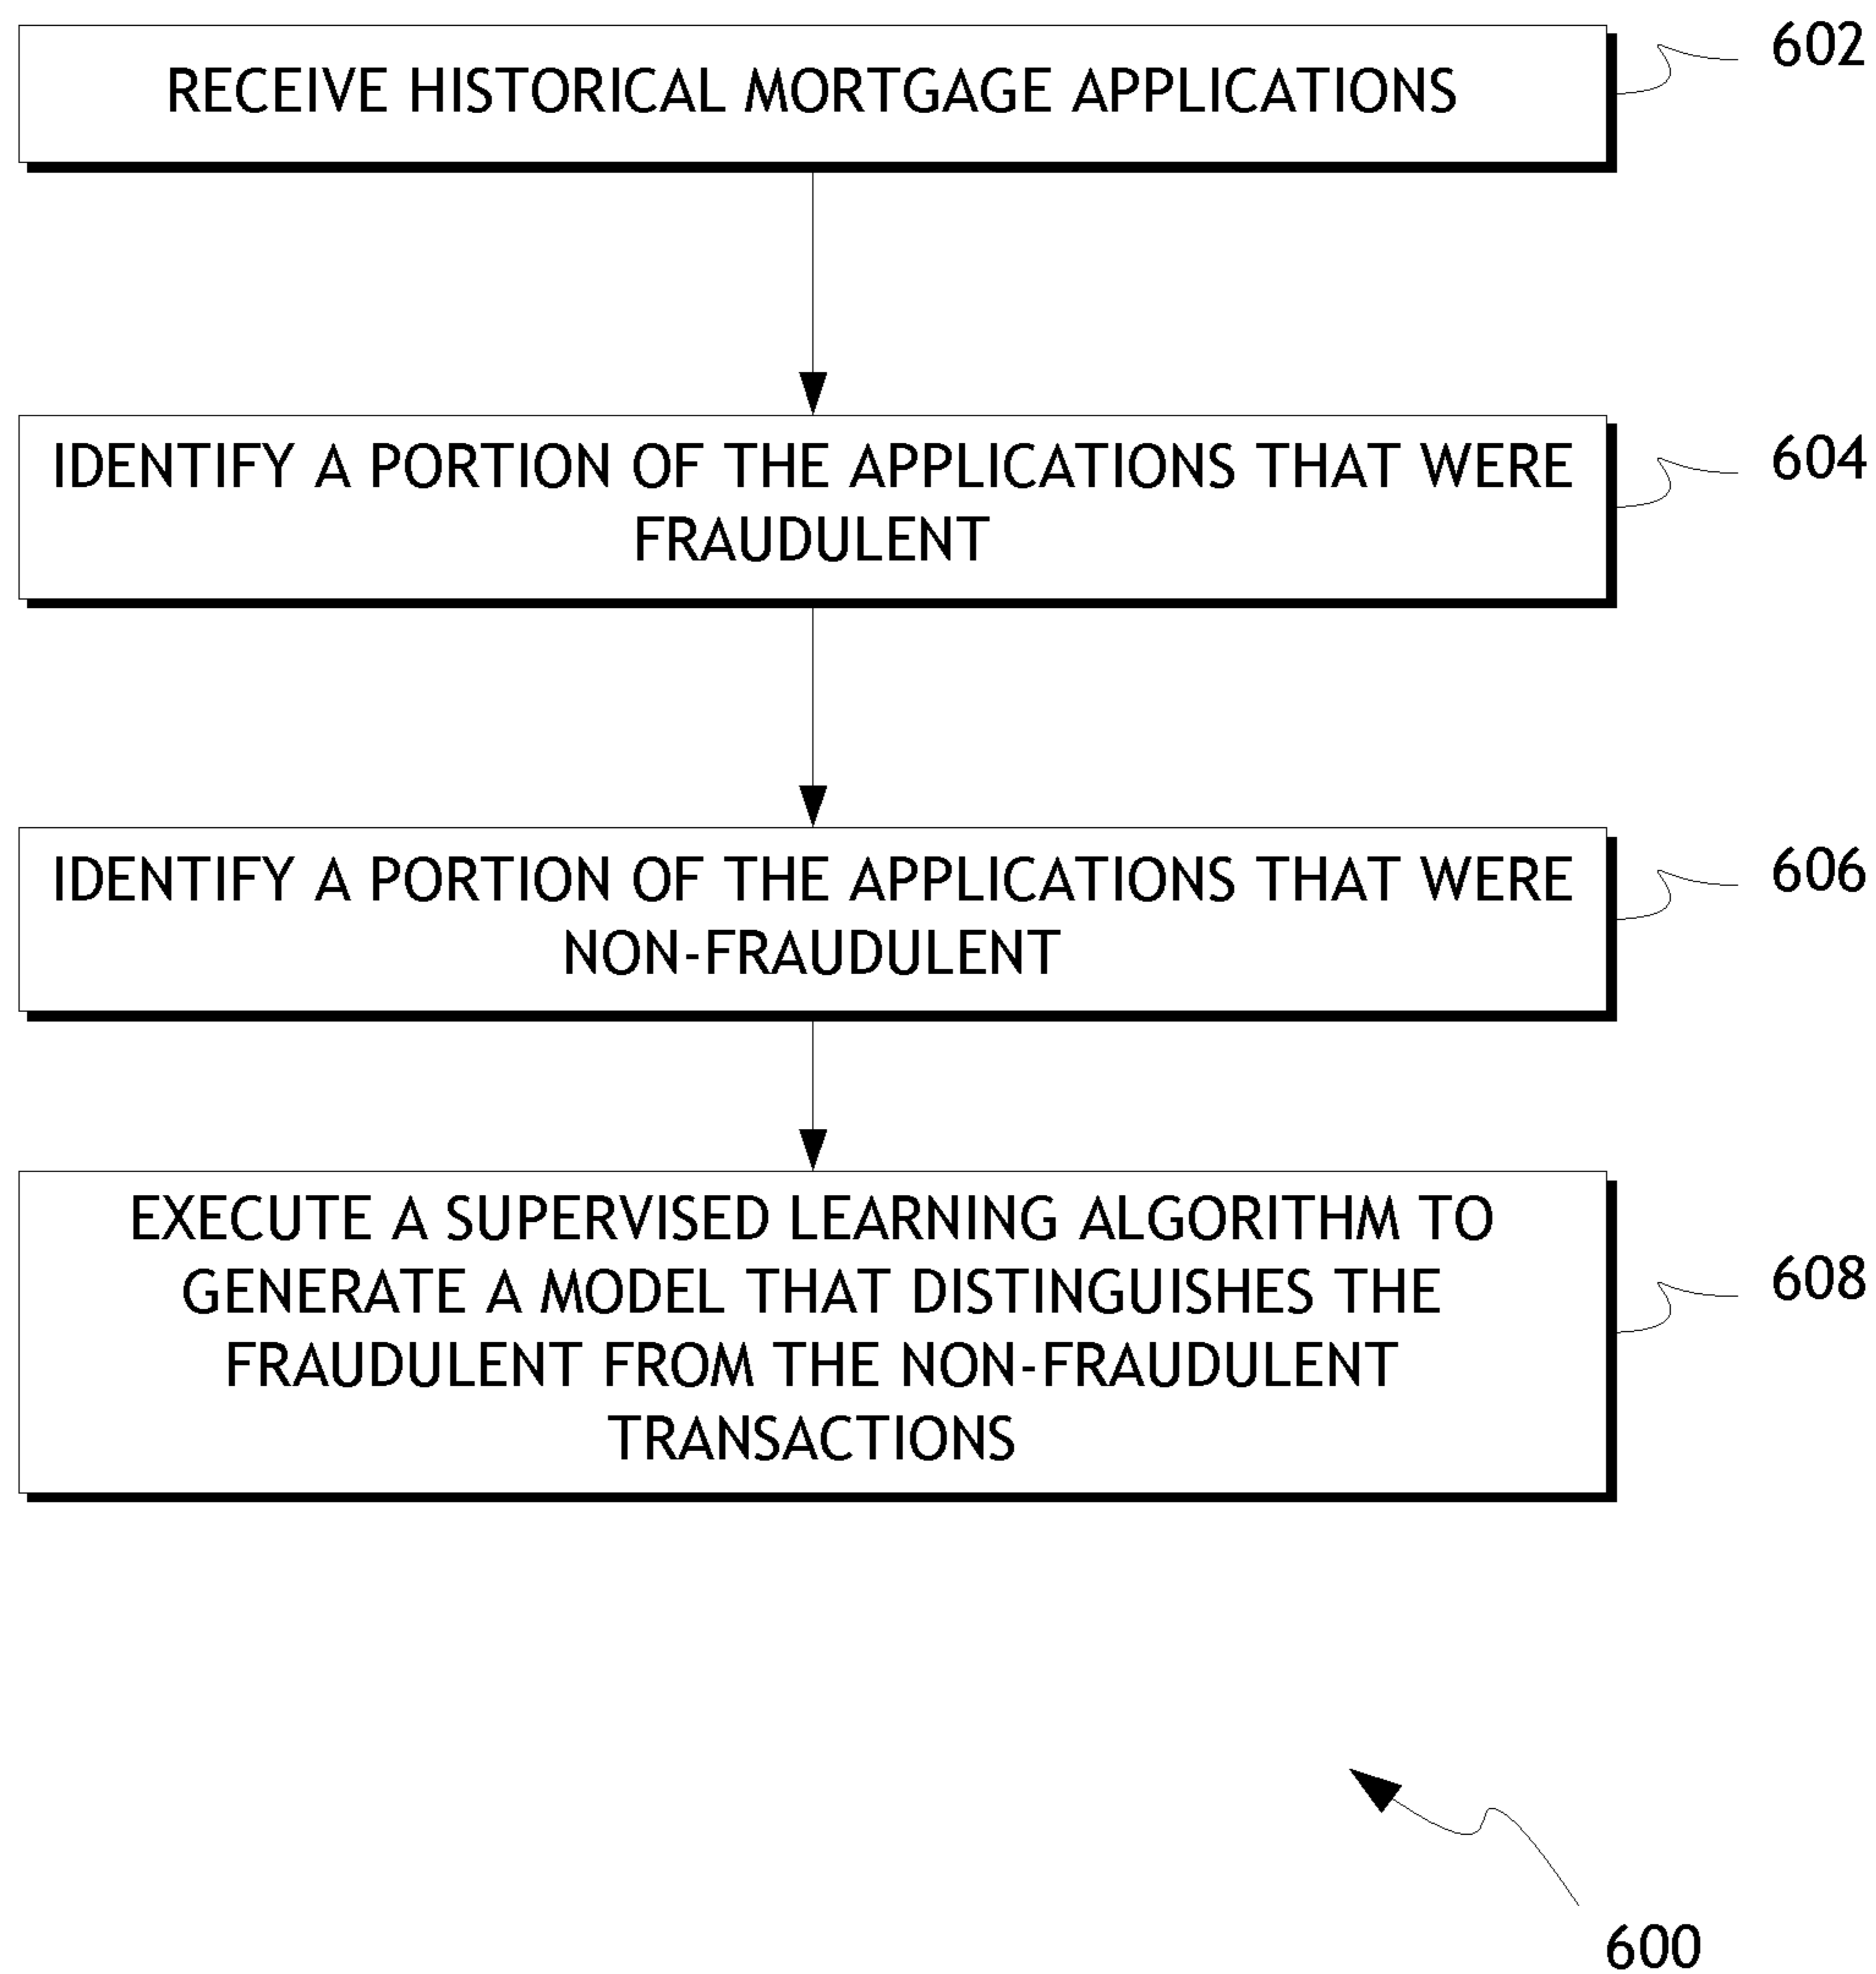 RECEIVE HISTORICAL MORTGAGE APPLICATIONS
602
IDENTIFY A PORTION OF THE APPLICATIONS THAT WERE
FRAUDULENT
604
IDENTIFY A PORTION OF THE APPLICATIONS THAT WERE
NON-FRAUDULENT
606
EXECUTE A SUPERVISED LEARNING ALGORITHM TO
GENERATE A MODEL THAT DISTINGUISHES THE
FRAUDULENT FROM THE NON-FRAUDULENT
TRANSACTIONS
608
600